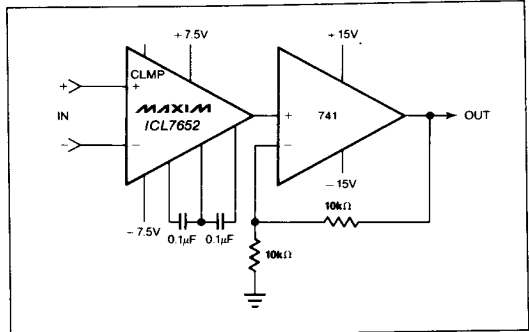 + 7.5V
+ 15V
CLMP
+
+
MAXIM
ICL7652
IN
−
−
+
741
−
OUT
− 7.5V
− 15V
0.1µF
0.1µF
10kΩ
10kΩ